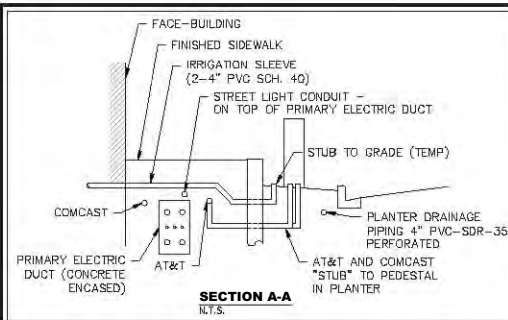 FACE-BUILDING
FINISHED SIDEWALK
IRRIGATION SLEEVE
(2-4" PVC SCH. 40)
STREET LIGHT CONDUIT -
ON TOP OF PRIMARY ELECTRIC DUCT
STUB TO GRADE (TEMP)
COMCAST
PRIMARY ELECTRIC
DUCT (CONCRETE
ENCASED)
AT&T
PLANTER DRAINAGE
PIPING 4" PVC-SDR-35
PERFORATED
AT&T AND COMCAST
"STUB" TO PEDESTAL
IN PLANTER
SECTION A-A
N.T.S.